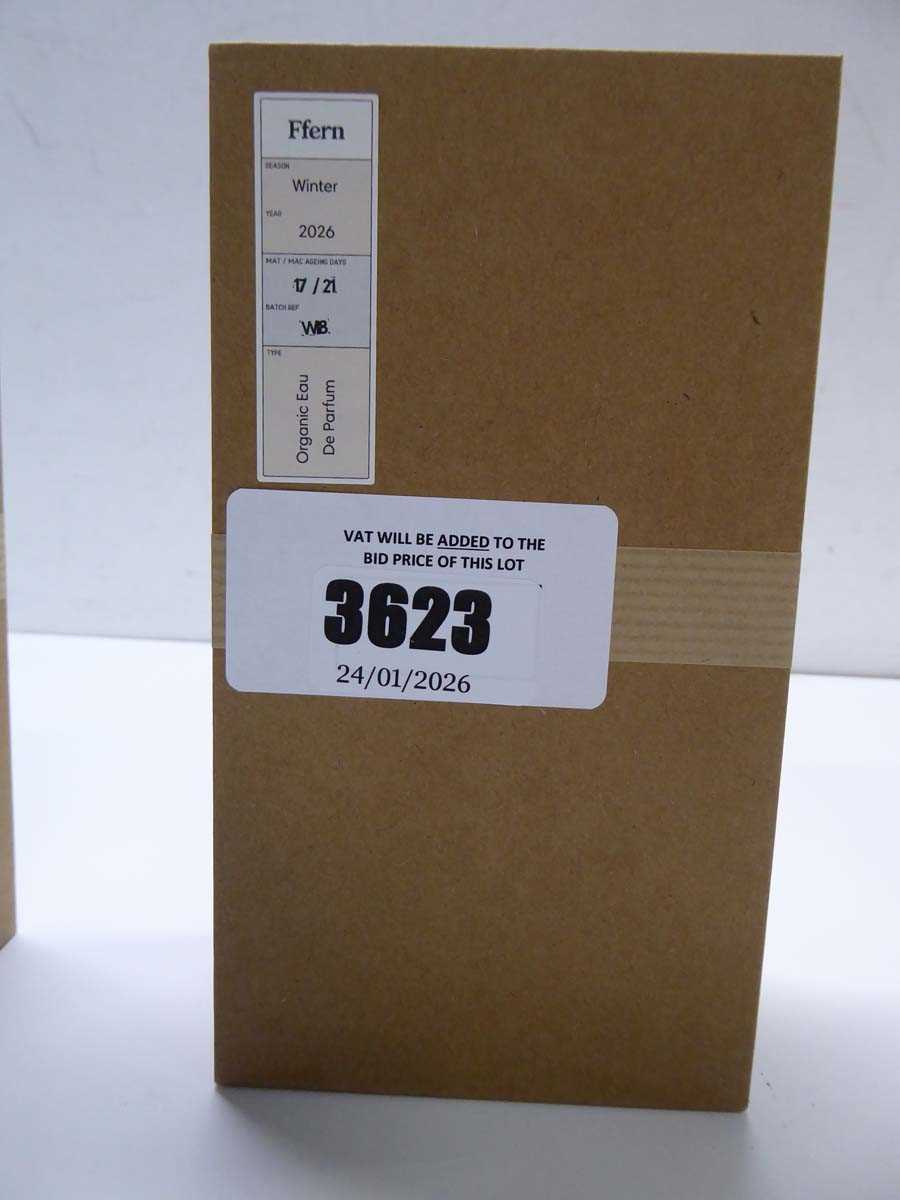 Ffern
SEASON
Winter
YEAR
2026
MAT / MAC AGEING DAYS
17 / 21
BATCH REF
TYPE
Organic Eau
De Parfum
VAT WILL BE ADDED TO THE
BID PRICE OF THIS LOT
3623
24/01/2026